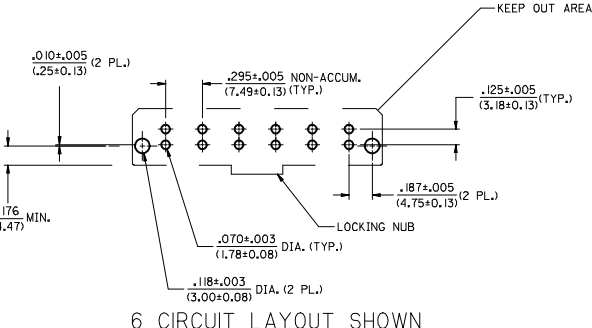 KEEP OUT AREA
.010±.005 (2 PL.)
(.25±0.13)
.295±.005 NON-ACCUM.
(7.49±0.13) (TYP.)
.125±.005 (TYP.)
(3.18±0.13)
.187±.005 (2 PL.)
(4.75±0.13)
176 MIN.
.47)
LOCKING NUB
.070±.003 DIA. (TYP.)
(1.78±0.08)
.118±.003 DIA. (2 PL.)
(3.00±0.08)
6 CIRCUIT LAYOUT SHOWN